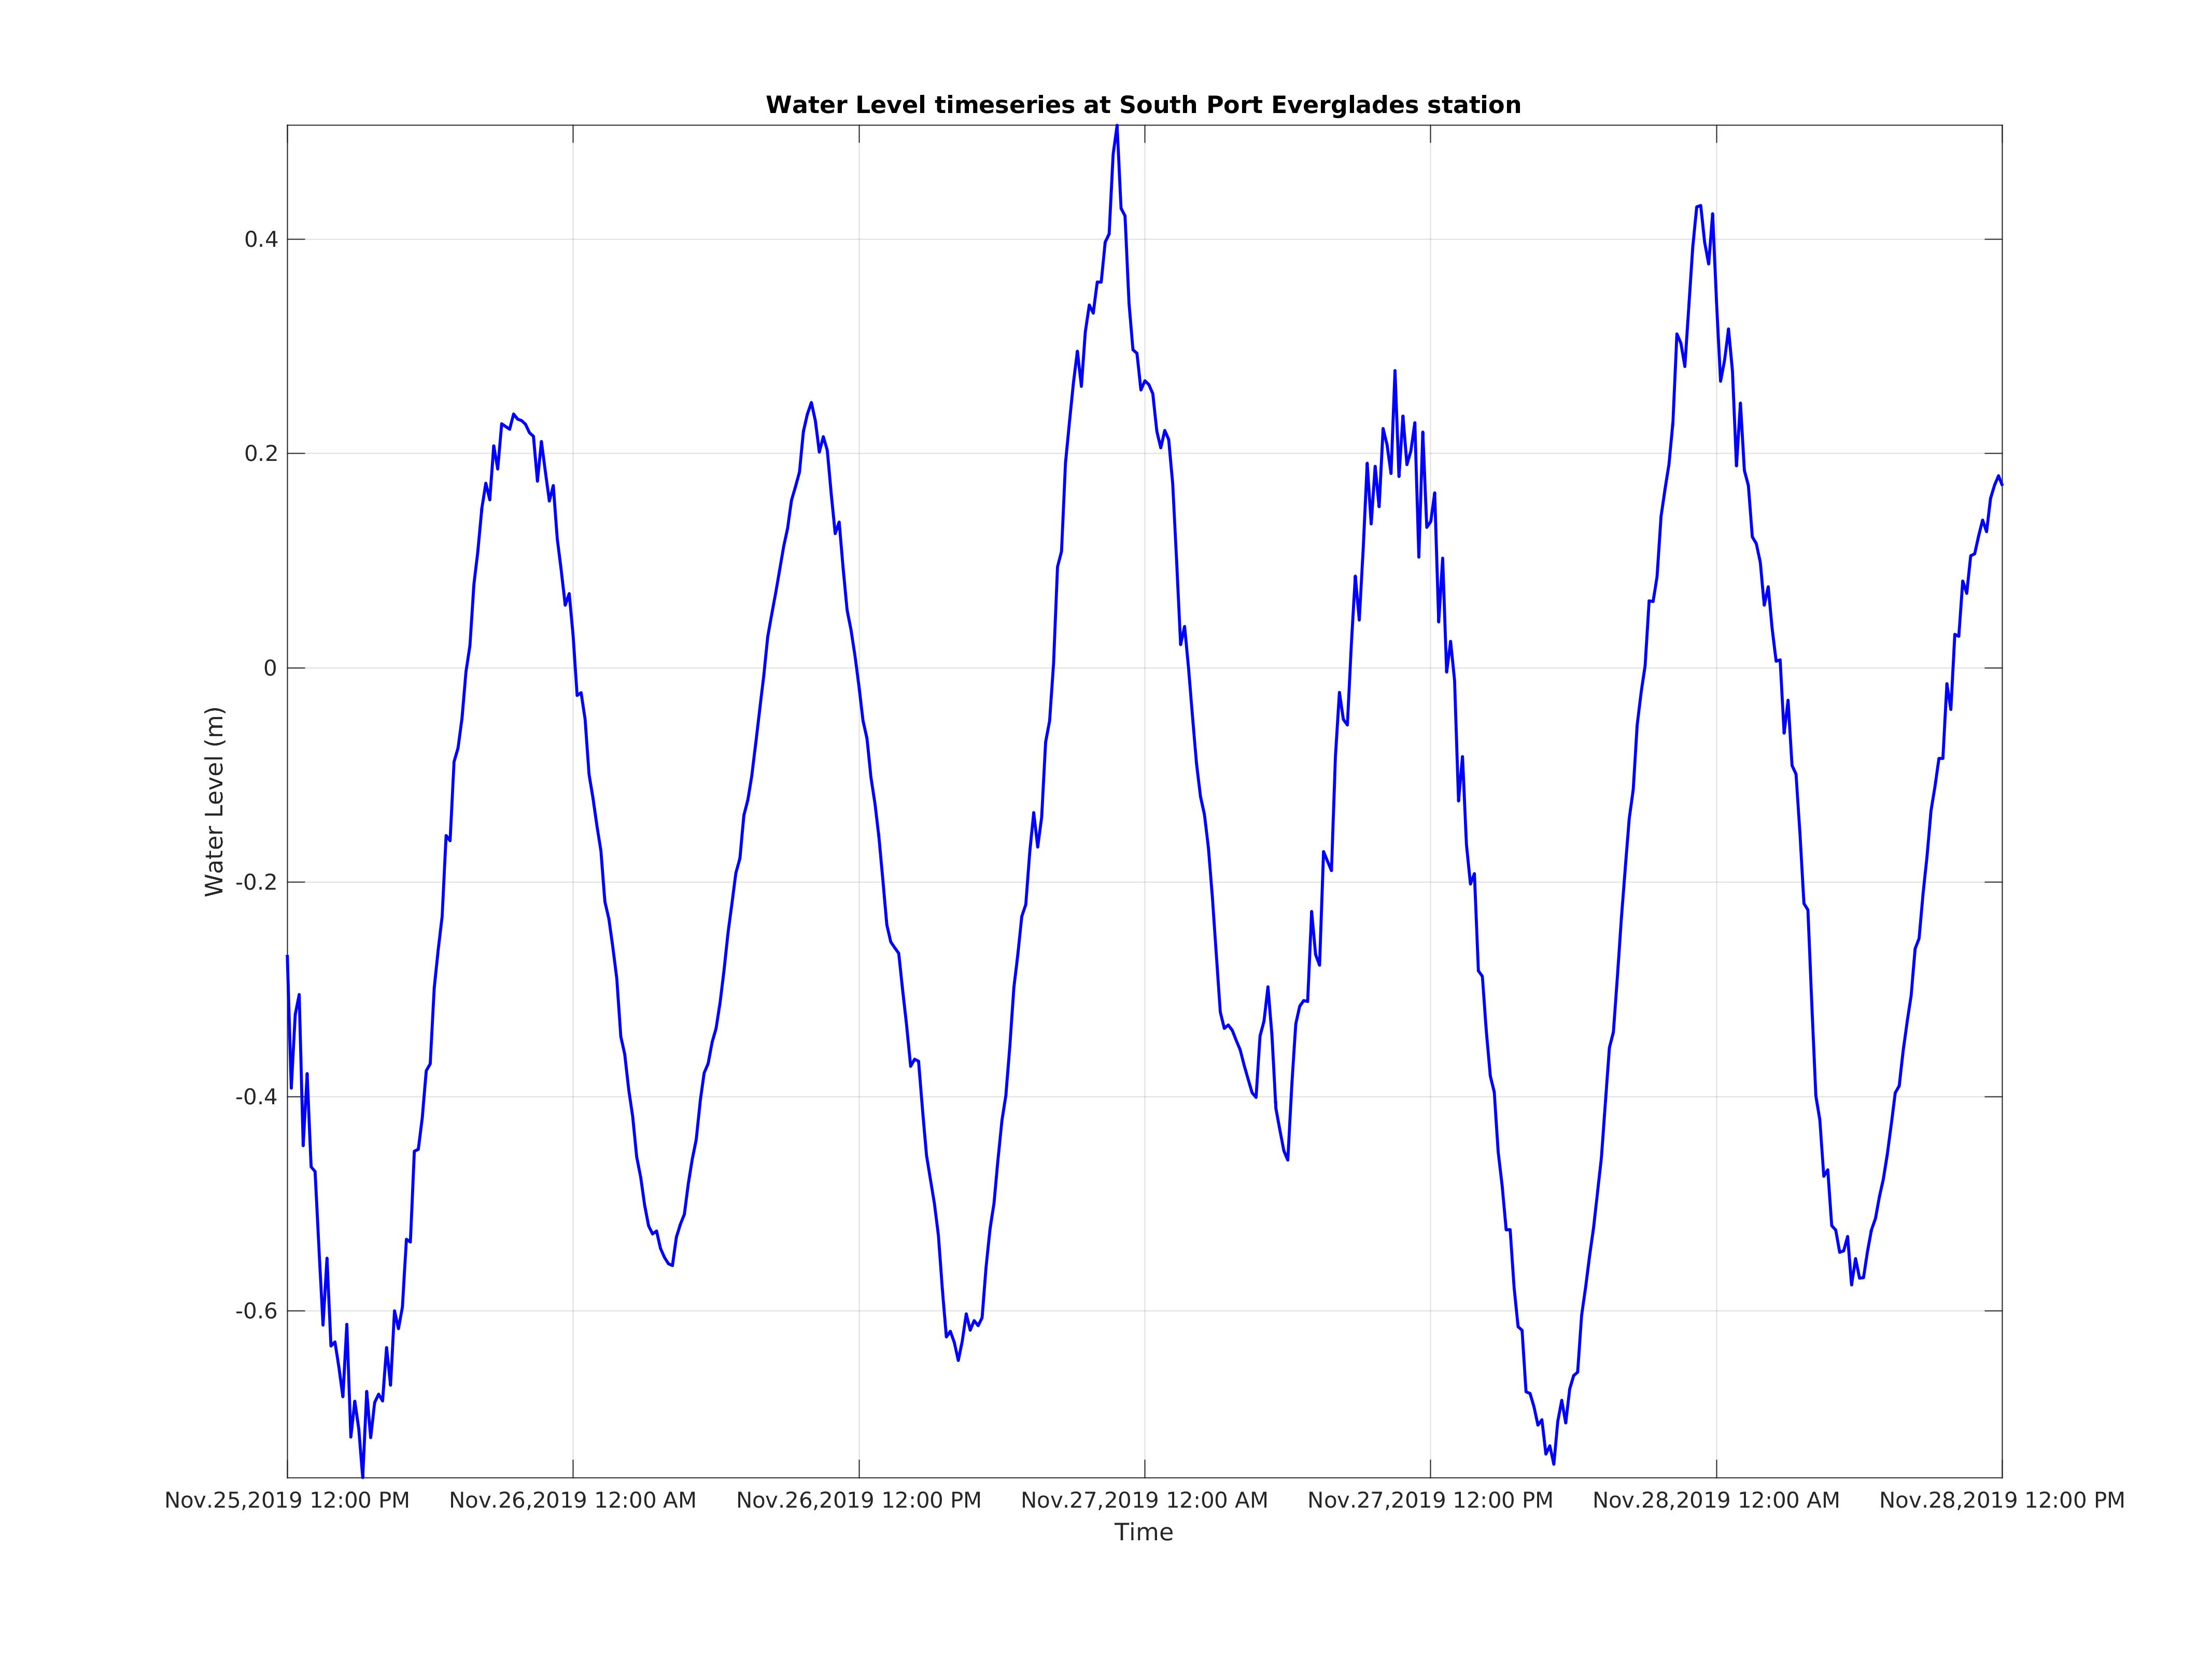 Water Level timeseries at South Port Everglades station
0.4
0.2
0
-0.2
-0.4
-0.6
Water Level (m)
Nov.25,2019 12:00 PM
Nov.26,2019 12:00 AM
Nov.26,2019 12:00 PM
Nov.27,2019 12:00 AM
Nov.27,2019 12:00 PM
Nov.28,2019 12:00 AM
Nov.28,2019 12:00 PM
Time